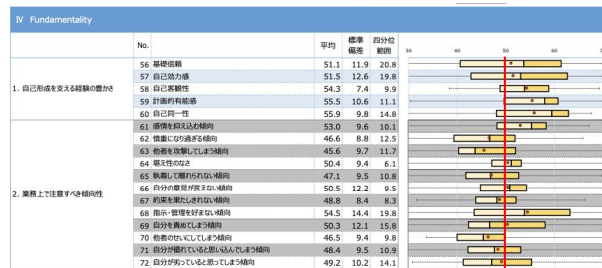 Ⅳ Fundamentality
No. 平均 標準偏差 四分位範囲 30 40 50 60 70
1. 自己形成を支える経験の豊かさ
56 基礎信頼 51.1 11.9 20.8
57 自己効力感 51.5 12.6 19.8
58 自己客観性 54.3 7.4 9.9
59 計画的有能感 55.5 10.6 11.1
60 自己同一性 55.9 9.8 14.8
2. 業務上で注意すべき傾向性
61 感情を抑え込む傾向 53.0 9.6 10.1
62 慎重になり過ぎる傾向 46.6 8.8 12.5
63 他者を攻撃してしまう傾向 45.6 9.7 11.7
64 堪え性のなさ 50.4 9.4 6.1
65 執着して離れられない傾向 47.1 9.5 10.8
66 自分の意見が言えない傾向 50.5 12.2 9.5
67 約束を果たしきれない傾向 48.8 8.4 8.3
68 指示・管理を好まない傾向 54.5 14.4 19.8
69 自分を責めてしまう傾向 50.3 12.1 15.8
70 他者のせいにしてしまう傾向 46.5 9.4 9.8
71 自分が優れていると思い込んでしまう傾向 48.4 9.5 10.9
72 自分が劣っていると思ってしまう傾向 49.2 10.2 14.1